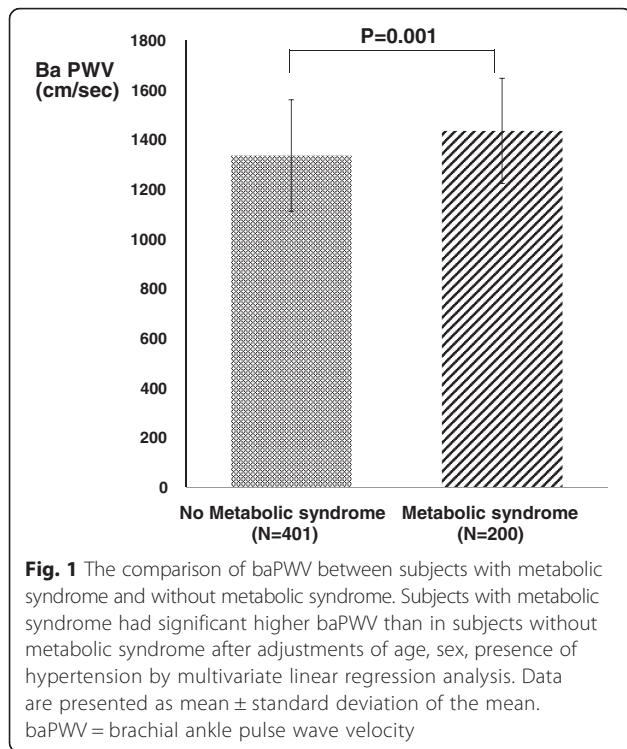 1800
P=0.001
Ba PWV
(cm/sec)
1600
1400
1200
1000
800
600
400
200
0
No Metabolic syndrome
(N=401)
Metabolic syndrome
(N=200)
Fig. 1 The comparison of baPWV between subjects with metabolic
syndrome and without metabolic syndrome. Subjects with metabolic
syndrome had significant higher baPWV than in subjects without
metabolic syndrome after adjustments of age, sex, presence of
hypertension by multivariate linear regression analysis. Data
are presented as mean ± standard deviation of the mean.
baPWV = brachial ankle pulse wave velocity